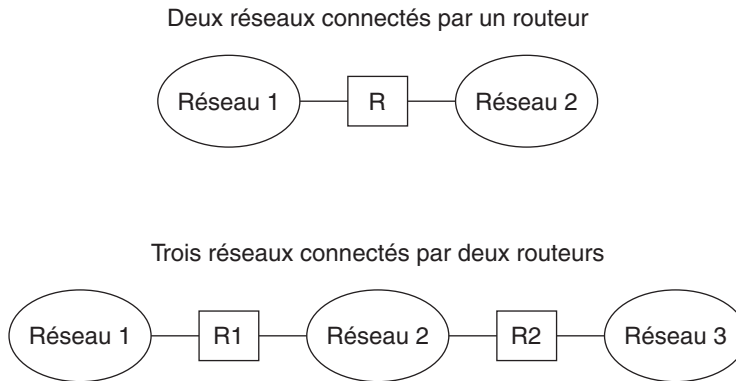 Deux réseaux connectés par un routeur
Réseau 1 R Réseau 2
Trois réseaux connectés par deux routeurs
Réseau 1 R1 Réseau 2 R2 Réseau 3